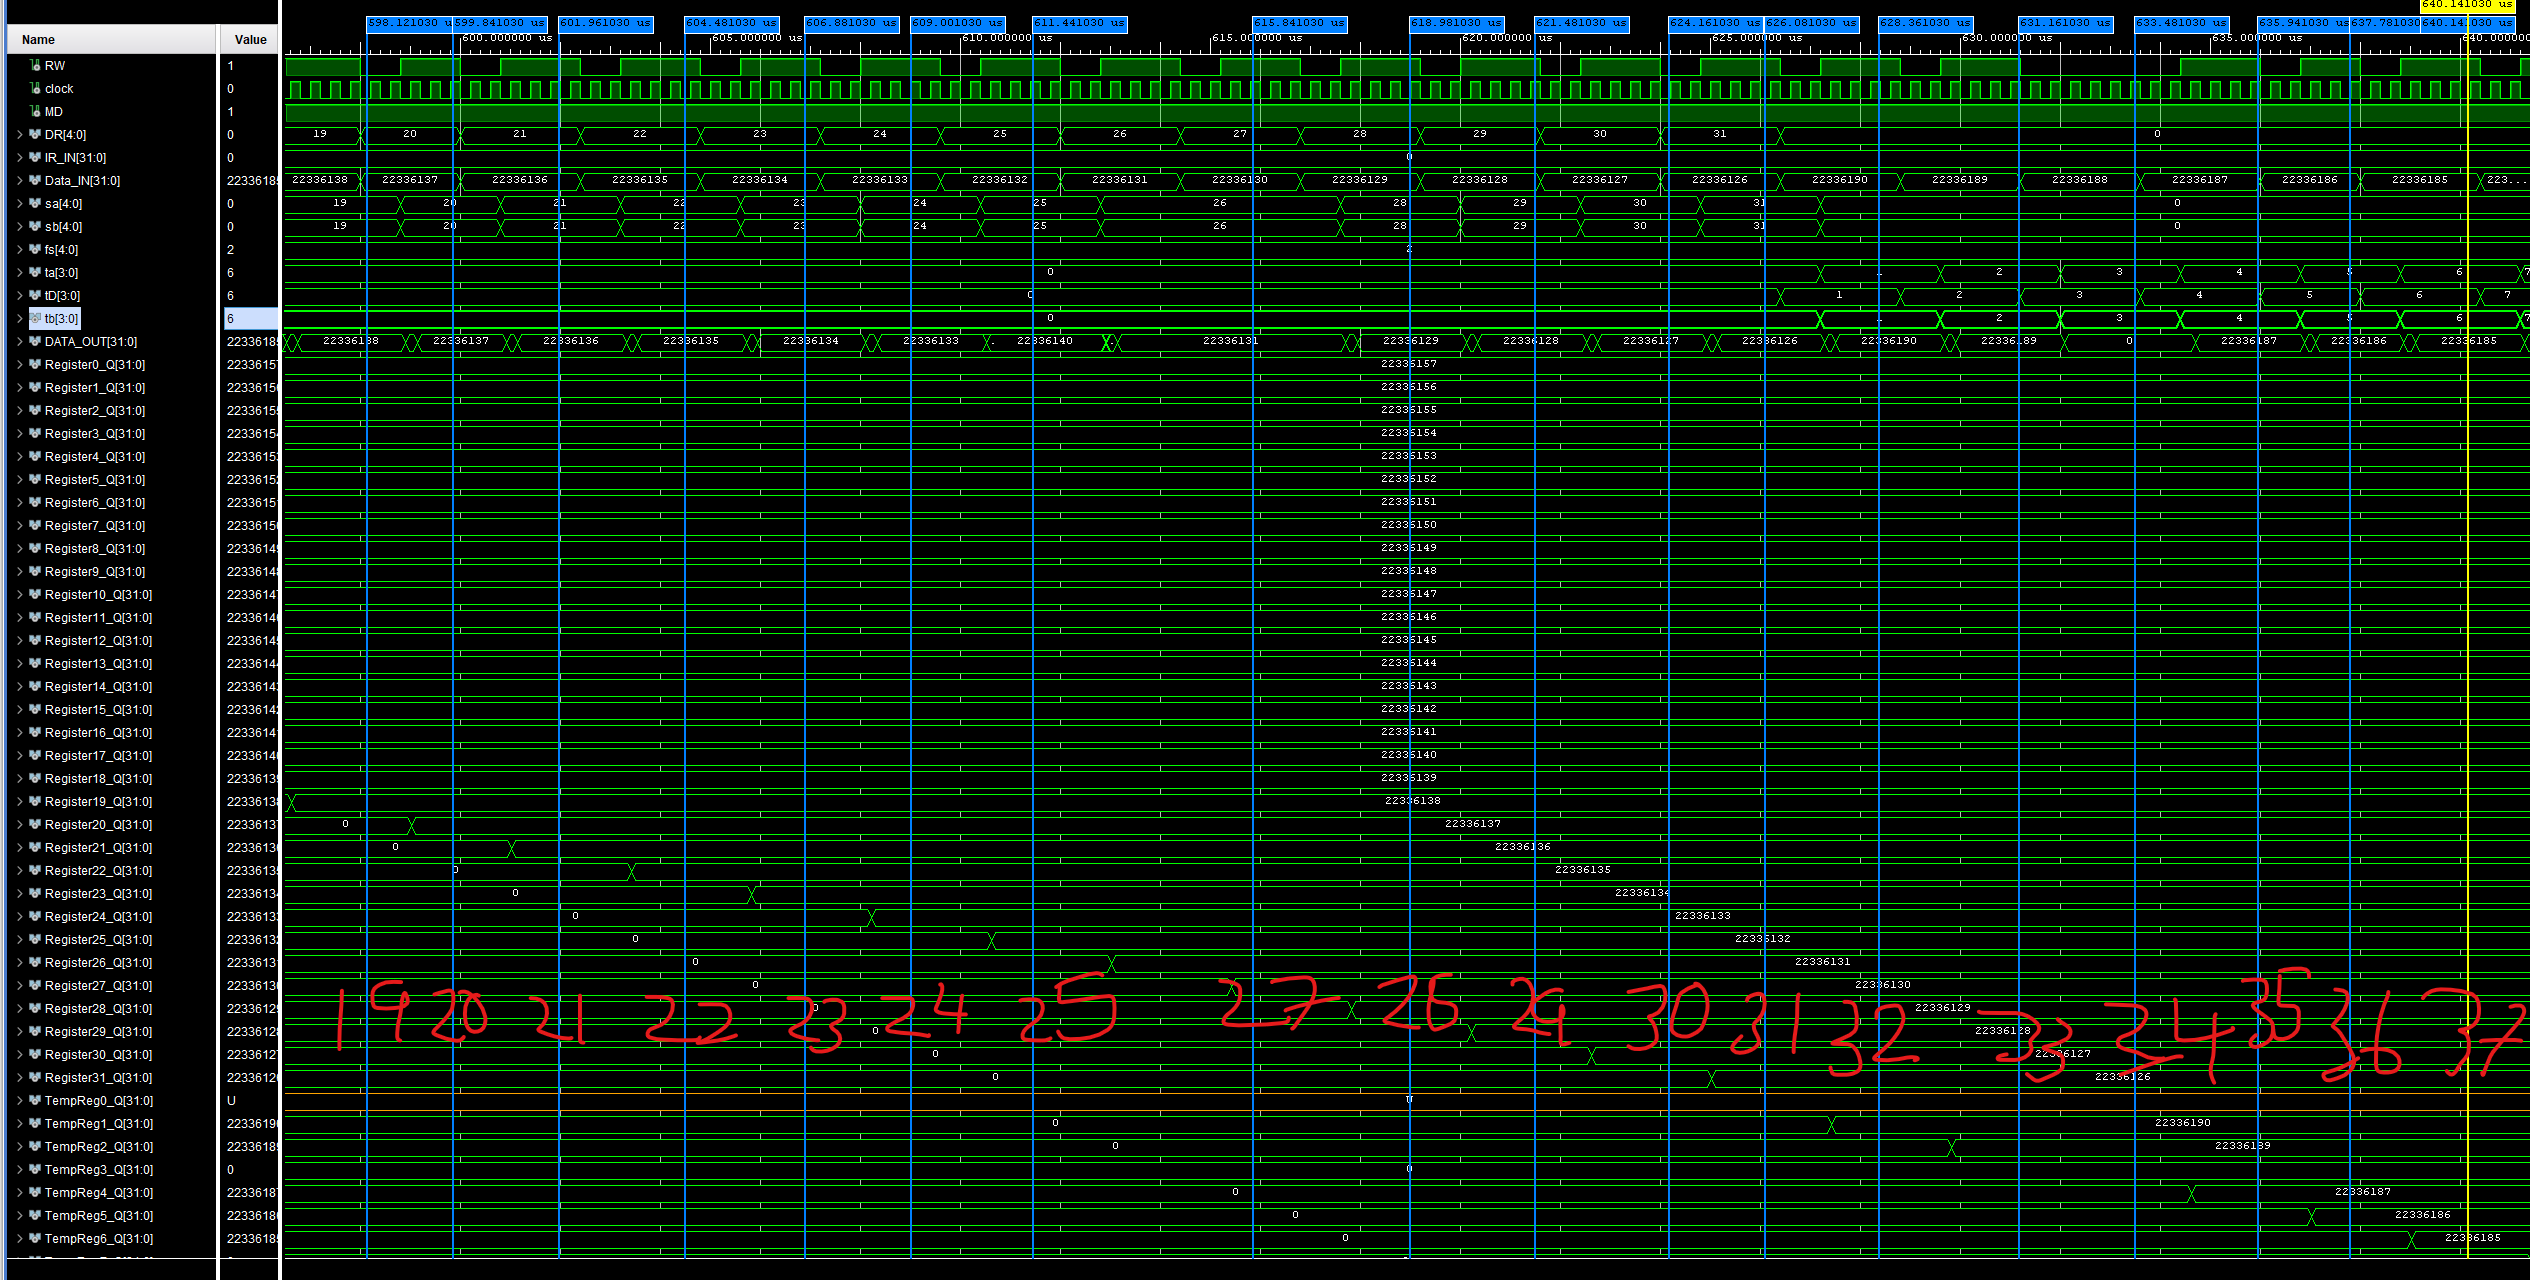 640.141030 us
598.121030 599.841030 us 601.961030 us 604.481030 us 606.881030 us 609.001030 us 611.441030 us 615.841030 us 618.981030 us 621.481030 us 624.161030 us 626.081030 us 628.361030 us 631.161030 us 633.481030 us 635.941030 us 637.781030 640.141030 us
Name Value 600.000000 us 605.000000 us 610.000000 us 615.000000 us 620.000000 us 625.000000 us 630.000000 us 635.000000 us 640.000000
RW 1
clock 0
MD 1
DR[4:0] 0 19 20 21 22 23 24 25 26 27 28 29 30 31 0
IR_IN[31:0] 0 0
Data_IN[31:0] 2233618 22336138 22336137 22336136 22336135 22336134 22336133 22336132 22336131 22336130 22336129 22336128 22336127 22336126 22336190 22336189 22336188 22336187 22336186 22336185 223...
sa[4:0] 0 19 20 21 22 23 24 25 26 28 29 30 31 0
sb[4:0] 0 19 20 21 22 23 24 25 26 28 29 30 31 0
fs[4:0] 2 2
ta[3:0] 6 0 1 2 3 4 5 6 7
tD[3:0] 6 0 1 2 3 4 5 6 7
tb[3:0] 6 0 1 2 3 4 5 6 7
DATA_OUT[31:0] 2233618 22336138 22336137 22336136 22336135 22336134 22336133 . 22336140 . 22336131 22336129 22336128 22336127 22336126 22336190 22336189 0 22336187 22336186 22336185
Register0_Q[31:0] 2233615 22336157
Register1_Q[31:0] 2233615 22336156
Register2_Q[31:0] 2233615 22336155
Register3_Q[31:0] 2233615 22336154
Register4_Q[31:0] 2233615 22336153
Register5_Q[31:0] 2233615 22336152
Register6_Q[31:0] 2233615 22336151
Register7_Q[31:0] 2233615 22336150
Register8_Q[31:0] 2233614 22336149
Register9_Q[31:0] 2233614 22336148
Register10_Q[31:0] 2233614 22336147
Register11_Q[31:0] 2233614 22336146
Register12_Q[31:0] 2233614 22336145
Register13_Q[31:0] 2233614 22336144
Register14_Q[31:0] 2233614 22336143
Register15_Q[31:0] 2233614 22336142
Register16_Q[31:0] 2233614 22336141
Register17_Q[31:0] 2233614 22336140
Register18_Q[31:0] 2233613 22336139
Register19_Q[31:0] 2233613 22336138
Register20_Q[31:0] 2233613 0 22336137
Register21_Q[31:0] 2233613 0 22336136
Register22_Q[31:0] 2233613 0 22336135
Register23_Q[31:0] 2233613 0 22336134
Register24_Q[31:0] 2233613 0 22336133
Register25_Q[31:0] 2233613 0 22336132
Register26_Q[31:0] 2233613 0 22336131
Register27_Q[31:0] 2233613 0 22336130
Register28_Q[31:0] 2233612 0 22336129
19 20 21 22 23 24 25 27 26 29 30 31 32 33 24 35 36 37
Register29_Q[31:0] 2233612 0 22336128
Register30_Q[31:0] 2233612 0 22336127
Register31_Q[31:0] 2233612 0 22336126
TempReg0_Q[31:0] U U
TempReg1_Q[31:0] 2233619 0 22336190
TempReg2_Q[31:0] 2233618 0 22336189
TempReg3_Q[31:0] 0 0
TempReg4_Q[31:0] 2233618 0 22336187
TempReg5_Q[31:0] 2233618 0 22336186
TempReg6_Q[31:0] 2233618 0 22336185